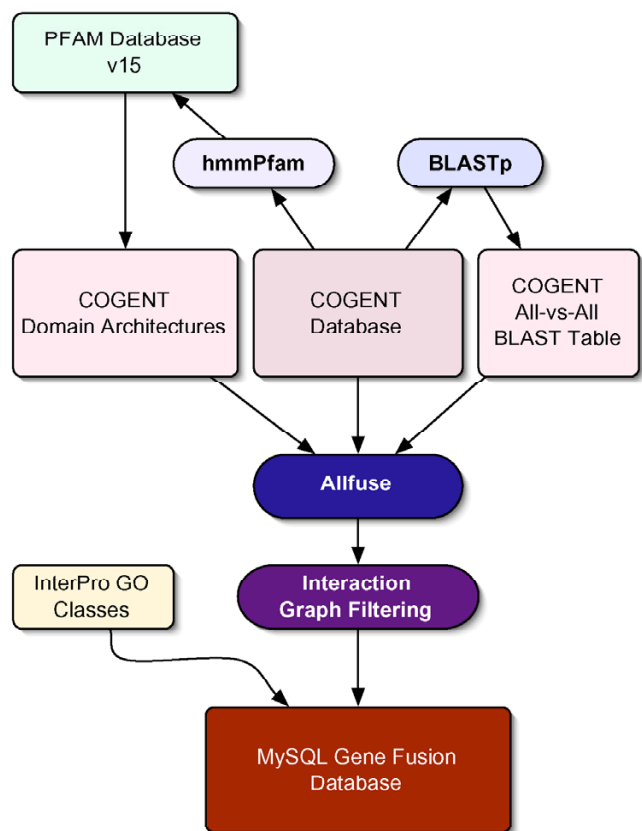 PFAM Database
v15
hmmPfam
BLASTp
COGENT
Domain Architectures
COGENT
Database
COGENT
All-vs-All
BLAST Table
Allfuse
InterPro GO
Classes
Interaction
Graph Filtering
MySQL Gene Fusion
Database